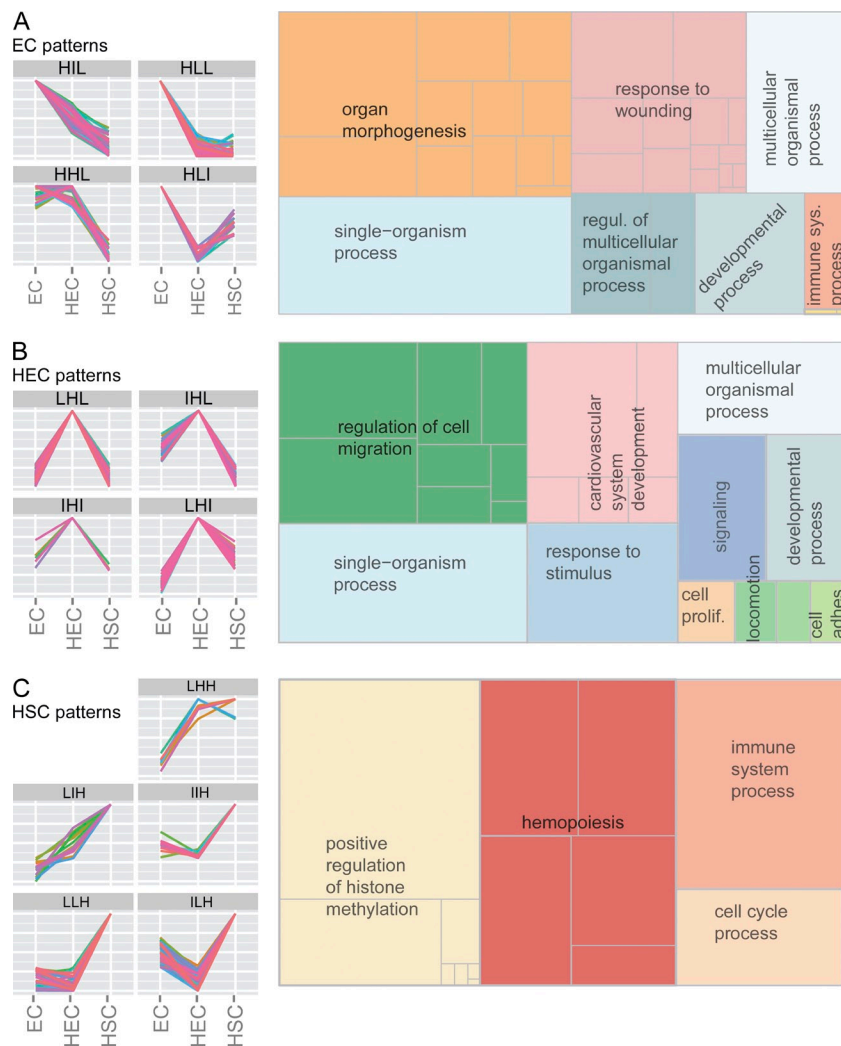 A
EC patterns
HIL
HLL
HHL
HLI
EC
HEC
HSC
EC
HEC
HSC
organ
morphogenesis
response to
wounding
multicellular
organismal
process
single-organism
process
regul. of
multicellular
organismal
process
developmental
process
immune sys.
process
B
HEC patterns
LHL
IHL
IHI
LHI
EC
HEC
HSC
EC
HEC
HSC
regulation of cell
migration
cardiovascular
system
development
multicellular
organismal
process
single-organism
process
response to
stimulus
signaling
developmental
process
cell
prolif.
locomotion
cell
adhes
C
HSC patterns
LHH
LIH
IIH
LLH
ILH
EC
HEC
HSC
EC
HEC
HSC
positive
regulation
of histone
methylation
hemopoiesis
immune
system
process
cell cycle
process